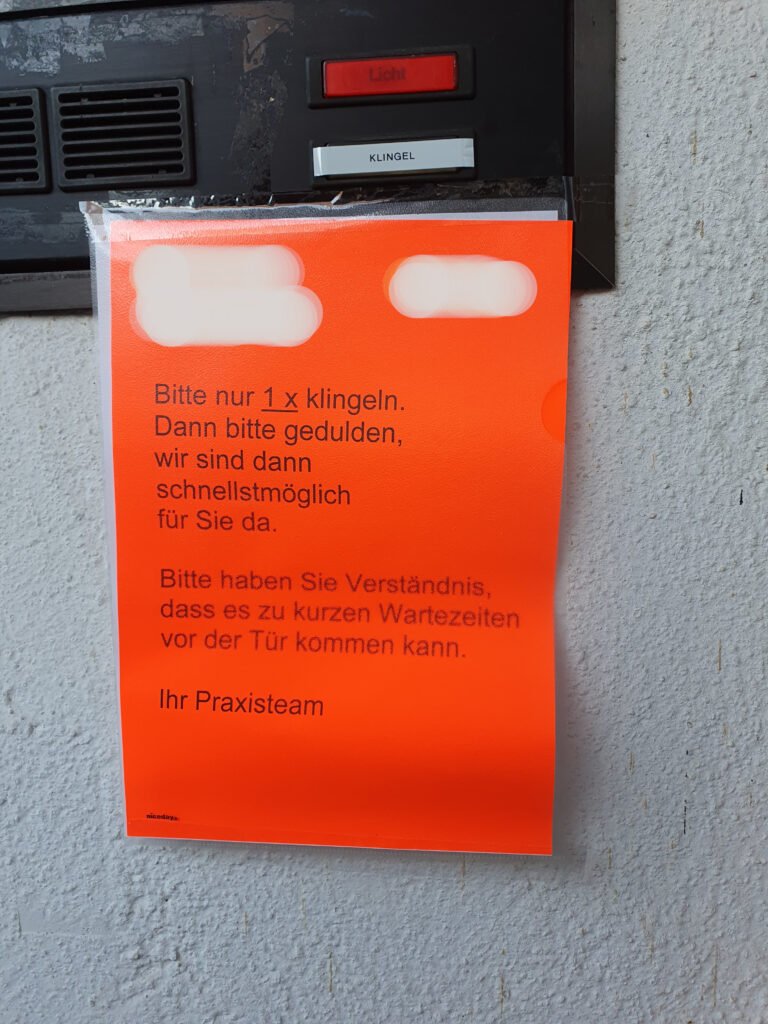 Licht
KLINGEL
Bitte nur 1 x klingeln.
Dann bitte gedulden,
wir sind dann
schnellstmöglich
für Sie da.
Bitte haben Sie Verständnis,
dass es zu kurzen Wartezeiten
vor der Tür kommen kann.
Ihr Praxisteam
niceday